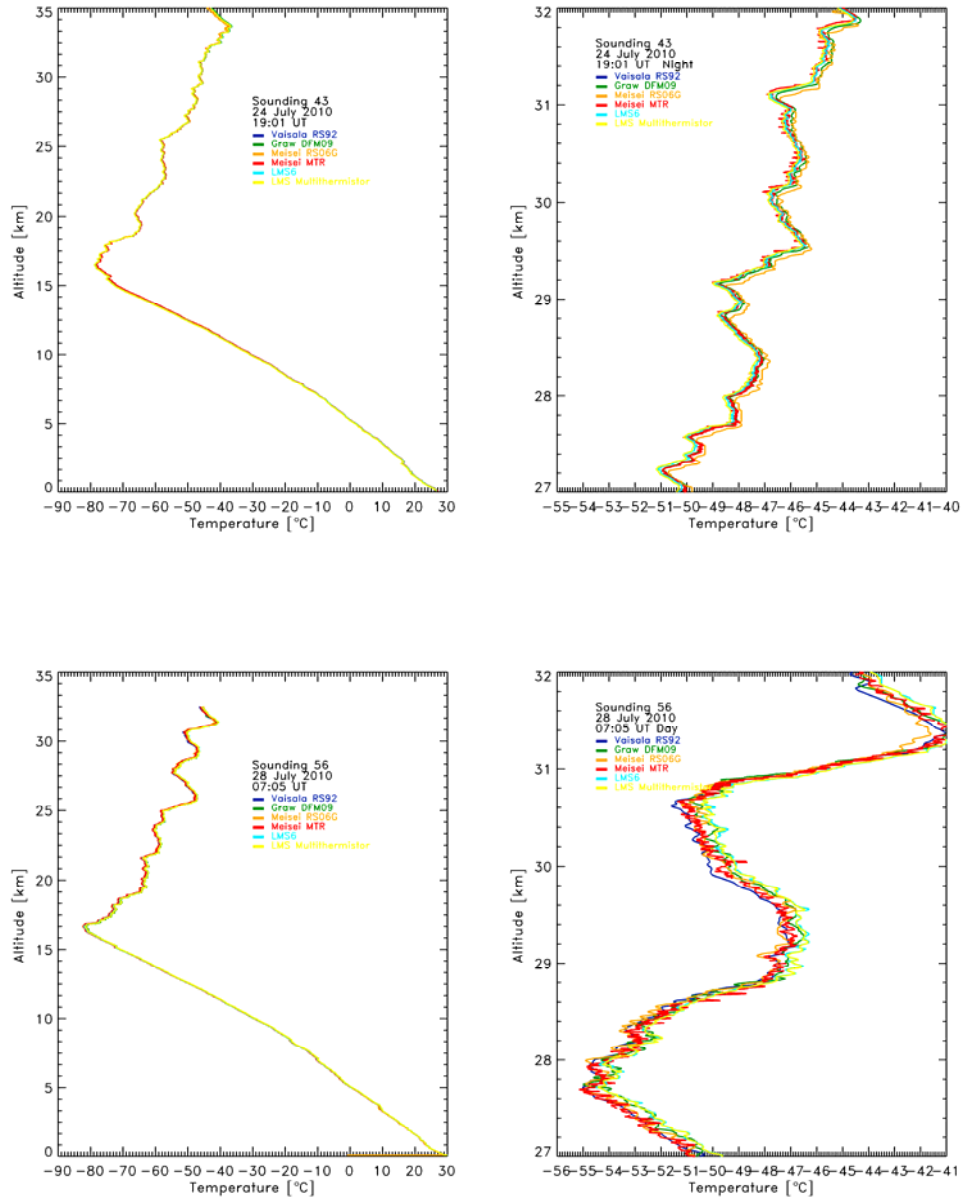 35
30
25
20
15
10
5
0
Altitude [km]
Sounding 43
24 July 2010
19:01 UT
Vaisala RS92
Graw DFM09
Meisei RS06G
Meisei MTR
LMS6
LMS Multithermistor
-90 -80 -70 -60 -50 -40 -30 -20 -10 0 10 20 30
Temperature [°C]
32
31
30
29
28
27
Altitude [km]
Sounding 43
24 July 2010
19:01 UT Night
Vaisala RS92
Graw DFM09
Meisei RS06G
Meisei MTR
LMS6
LMS Multithermistor
-55-54-53-52-51-50-49-48-47-46-45-44-43-42-41-40
Temperature [°C]
35
30
25
20
15
10
5
0
Altitude [km]
Sounding 56
28 July 2010
07:05 UT
Vaisala RS92
Graw DFM09
Meisei RS06G
Meisei MTR
LMS6
LMS Multithermistor
-90 -80 -70 -60 -50 -40 -30 -20 -10 0 10 20 30
Temperature [°C]
32
31
30
29
28
27
Altitude [km]
Sounding 56
28 July 2010
07:05 UT Day
Vaisala RS92
Graw DFM09
Meisei RS06G
Meisei MTR
LMS6
LMS Multithermistor
-56-55-54-53-52-51-50-49-48-47-46-45-44-43-42-41
Temperature [°C]